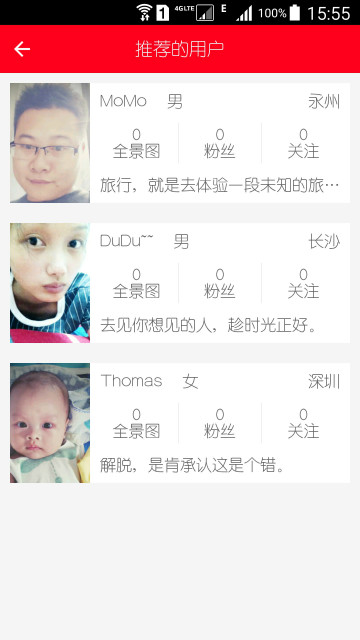 1 4GLTE E 100% 15:55
推荐的用户
MoMo 男 永州
0 0 0
全景图 粉丝 关注
旅行，就是去体验一段未知的旅…
DuDu~~ 男 长沙
0 0 0
全景图 粉丝 关注
去见你想见的人，趁时光正好。
Thomas 女 深圳
0 0 0
全景图 粉丝 关注
解脱，是肯承认这是个错。